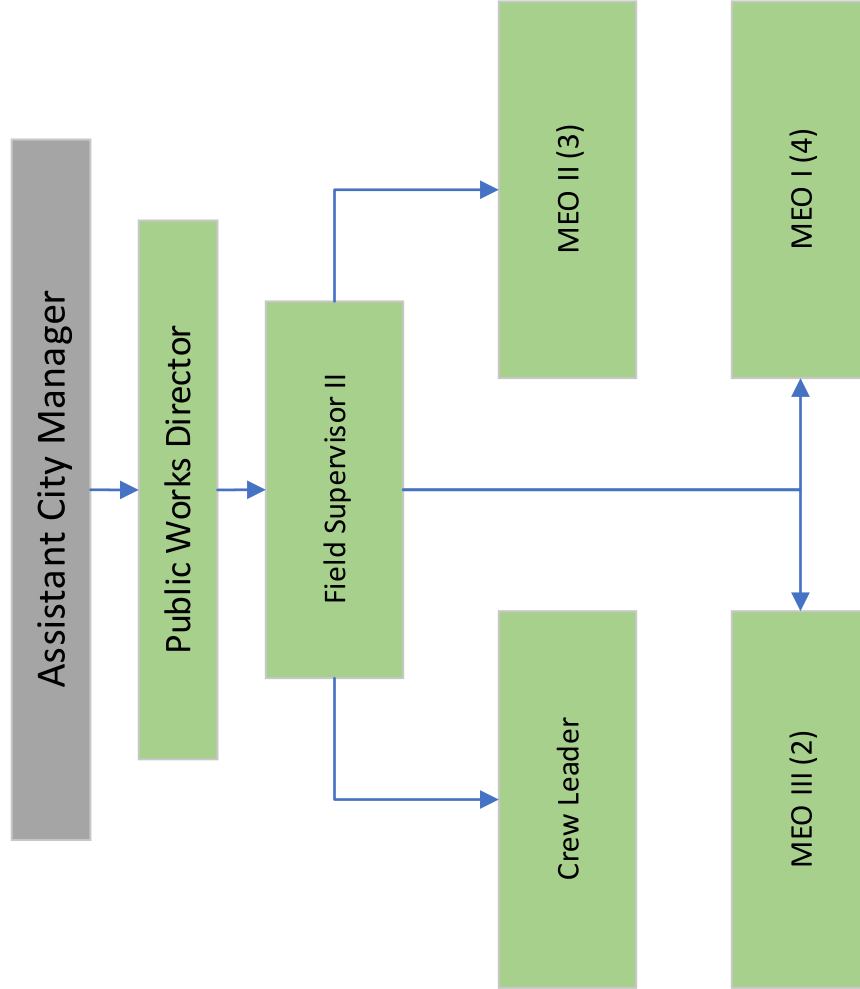 Assistant City Manager
Public Works Director
Field Supervisor II
Crew Leader
MEO II (3)
MEO III (2)
MEO I (4)